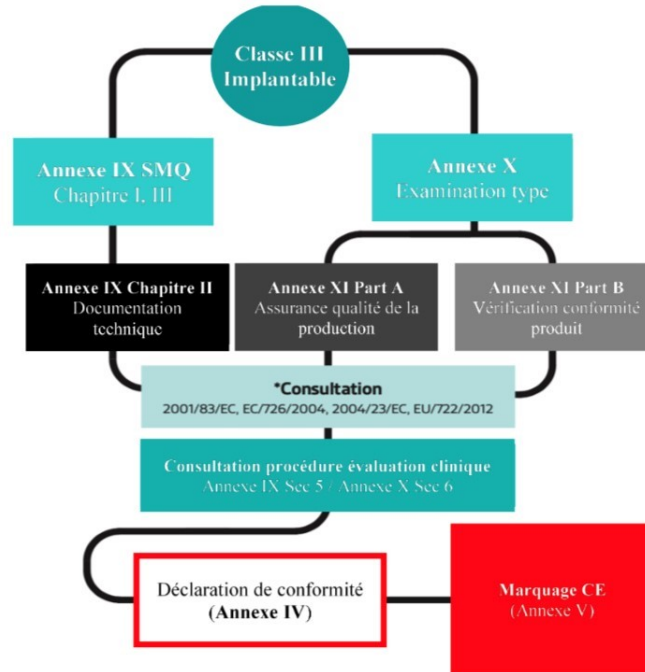 Classe III
Implantable
Annexe IX SMQ
Chapitre I, III
Annexe X
Examination type
Annexe IX Chapitre II
Documentation
technique
Annexe XI Part A
Assurance qualité de la
production
Annexe XI Part B
Vérification conformité
produit
*Consultation
2001/83/EC, EC/726/2004, 2004/23/EC, EU/722/2012
Consultation procédure évaluation clinique
Annexe IX Sec 5 / Annexe X Sec 6
Déclaration de conformité
(Annexe IV)
Marquage CE
(Annexe V)